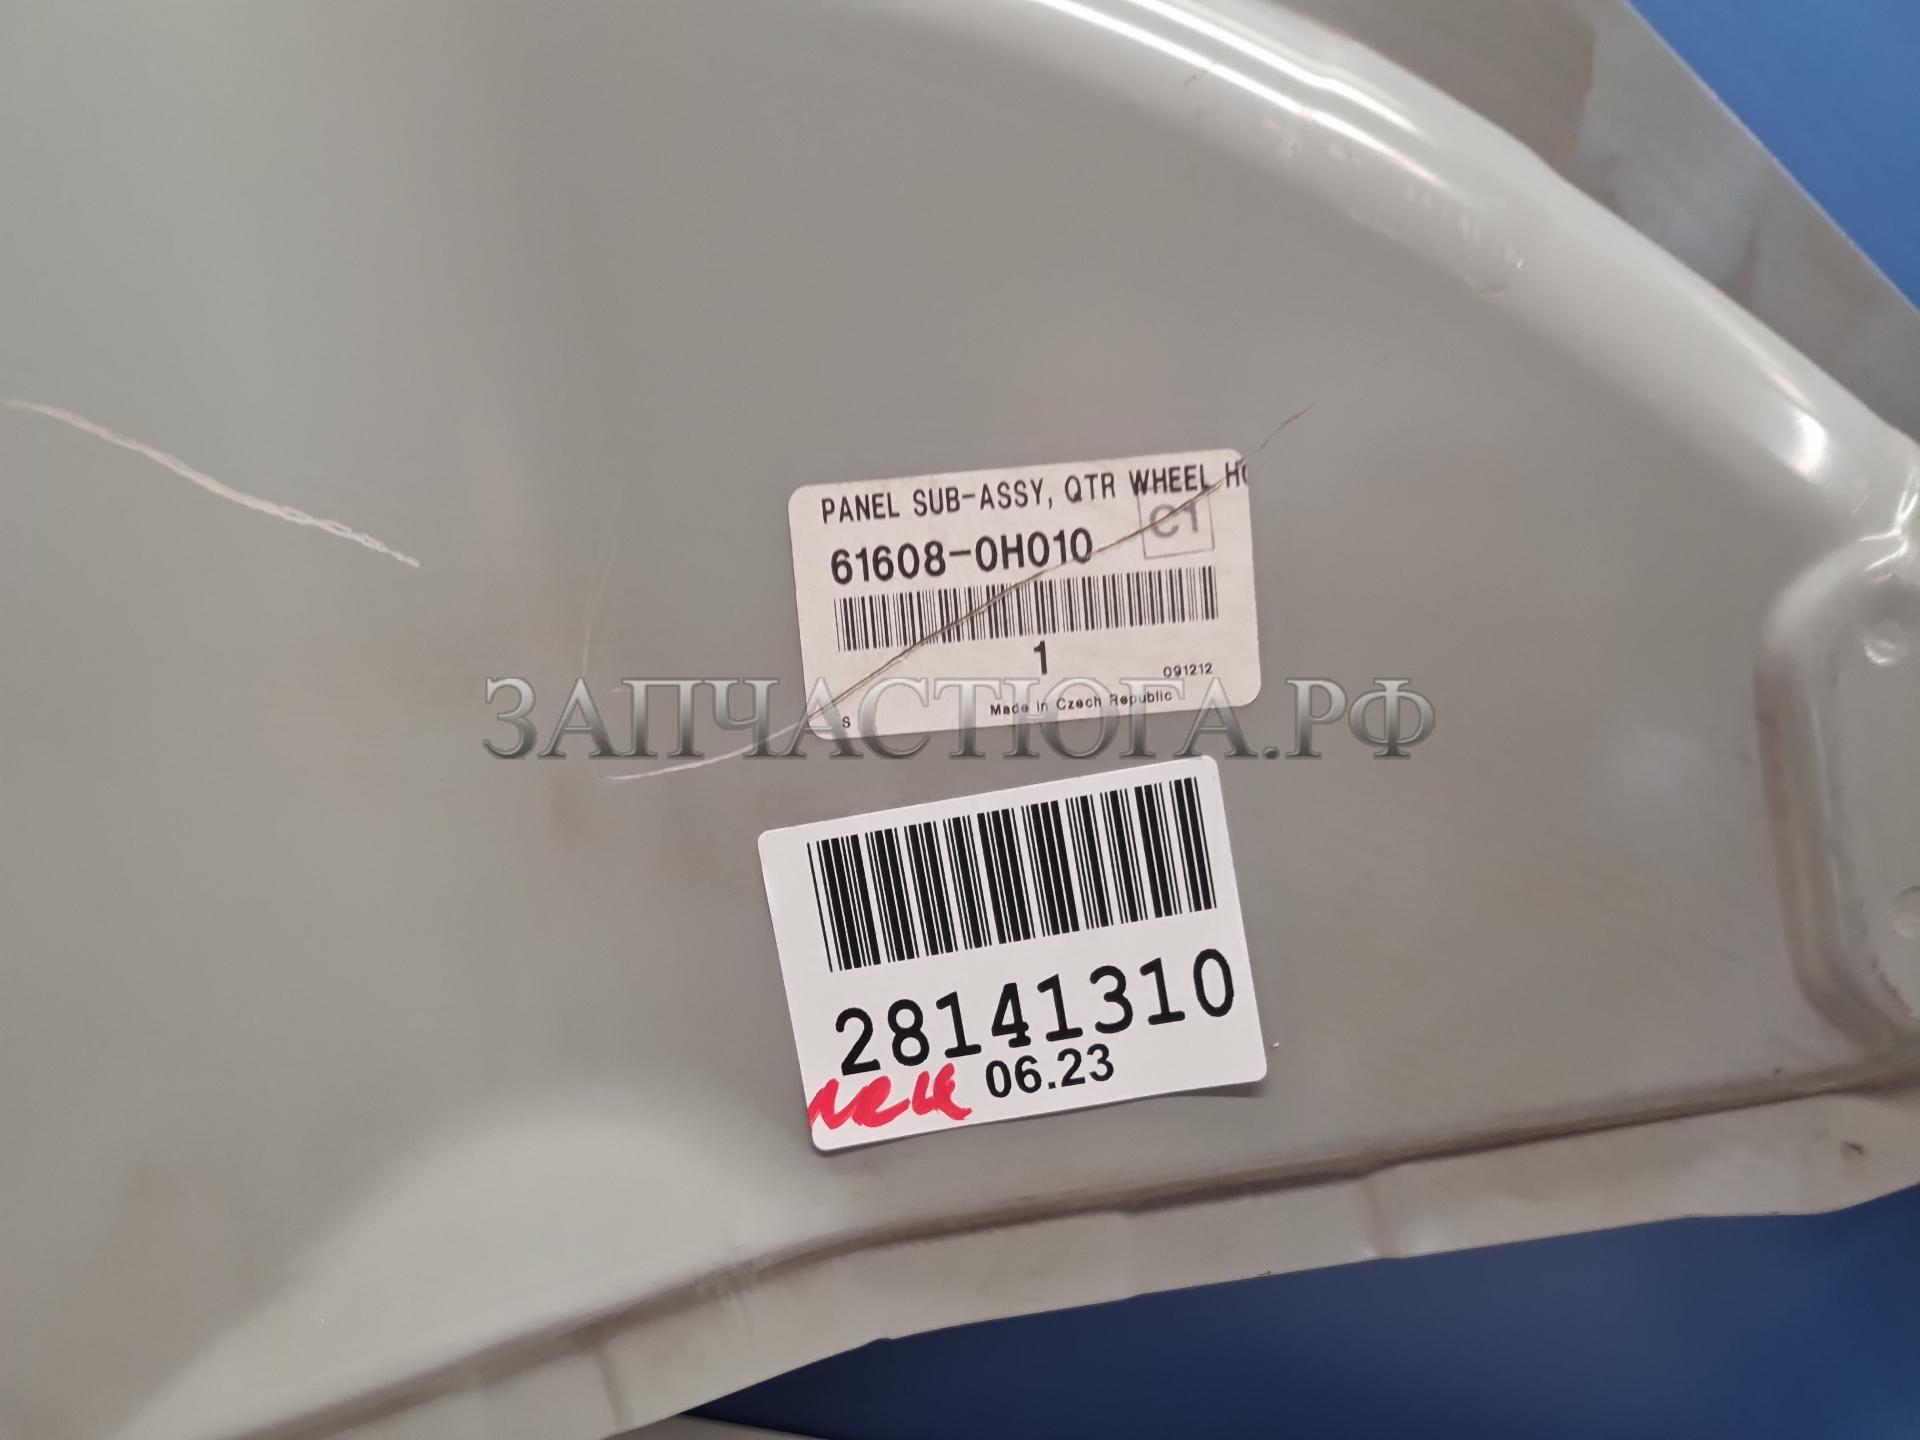 PANEL SUB-ASSY, QTR WHEEL HO
C1
61608-0H010
1
091212
S
Made in Czech Republic
ЗАПЧАСТЮГА.РФ
28141310
06.23